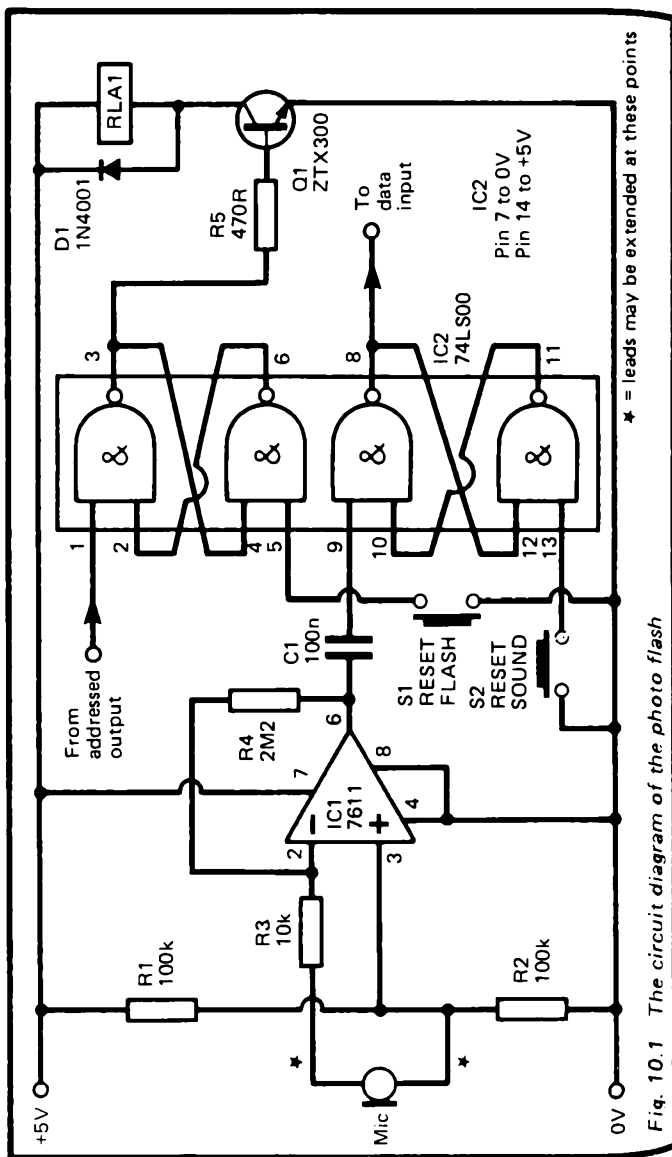 +5V
R1
100k
R3
10k
Mic
*
*
R2
100k
0V
2
3
7
IC1
7611
4
8
6
R4
2M2
C1
100n
From
addressed
output
1
2
4
5
9
10
12
13
&
&
&
&
3
6
8
11
S1
RESET
FLASH
S2
RESET
SOUND
IC2
74LS00
D1
1N4001
RLA1
R5
470R
Q1
ZTX300
To
data
input
IC2
Pin 7 to 0V
Pin 14 to +5V
* = leads may be extended at these points
Fig. 10.1 The circuit diagram of the photo flash